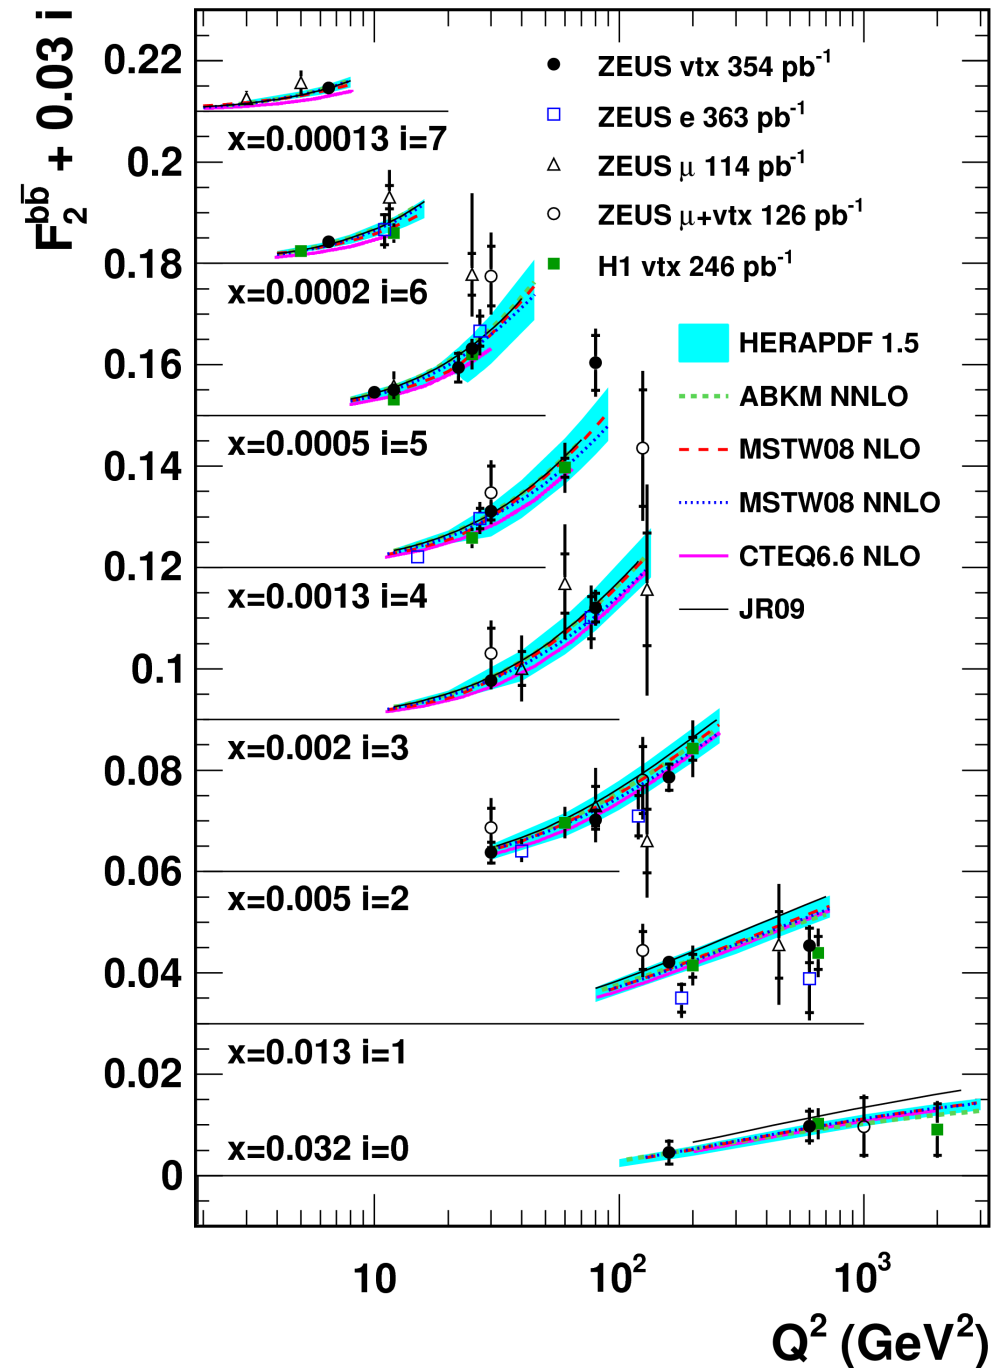 F₂^bb̅ + 0.03 i
0.22
0.2
0.18
0.16
0.14
0.12
0.1
0.08
0.06
0.04
0.02
0
ZEUS vtx 354 pb⁻¹
ZEUS e 363 pb⁻¹
ZEUS μ 114 pb⁻¹
ZEUS μ+vtx 126 pb⁻¹
H1 vtx 246 pb⁻¹
HERAPDF 1.5
ABKM NNLO
MSTW08 NLO
MSTW08 NNLO
CTEQ6.6 NLO
JR09
x=0.00013 i=7
x=0.0002 i=6
x=0.0005 i=5
x=0.0013 i=4
x=0.002 i=3
x=0.005 i=2
x=0.013 i=1
x=0.032 i=0
10
10²
10³
Q² (GeV²)